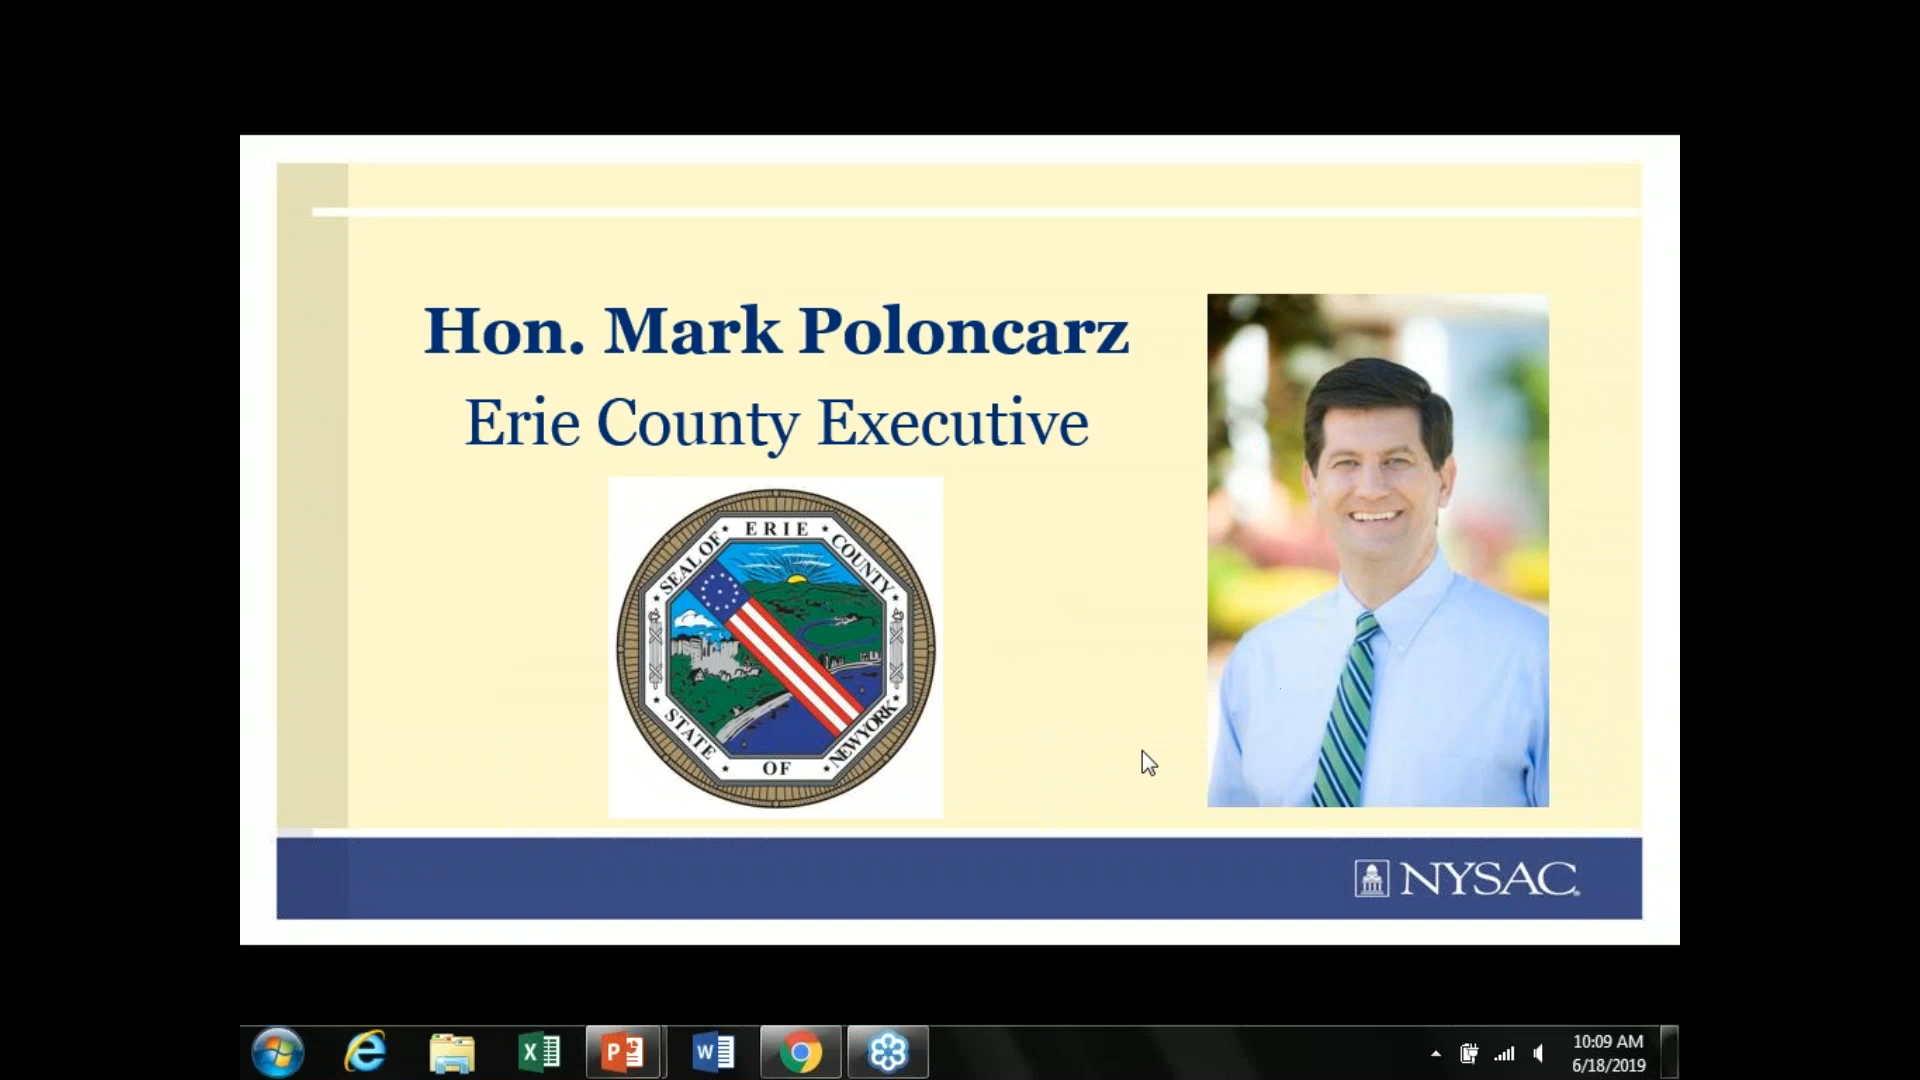 Hon. Mark Poloncarz
Erie County Executive
SEAL OF ERIE COUNTY
STATE OF NEW YORK
NYSAC
10:09 AM
6/18/2019